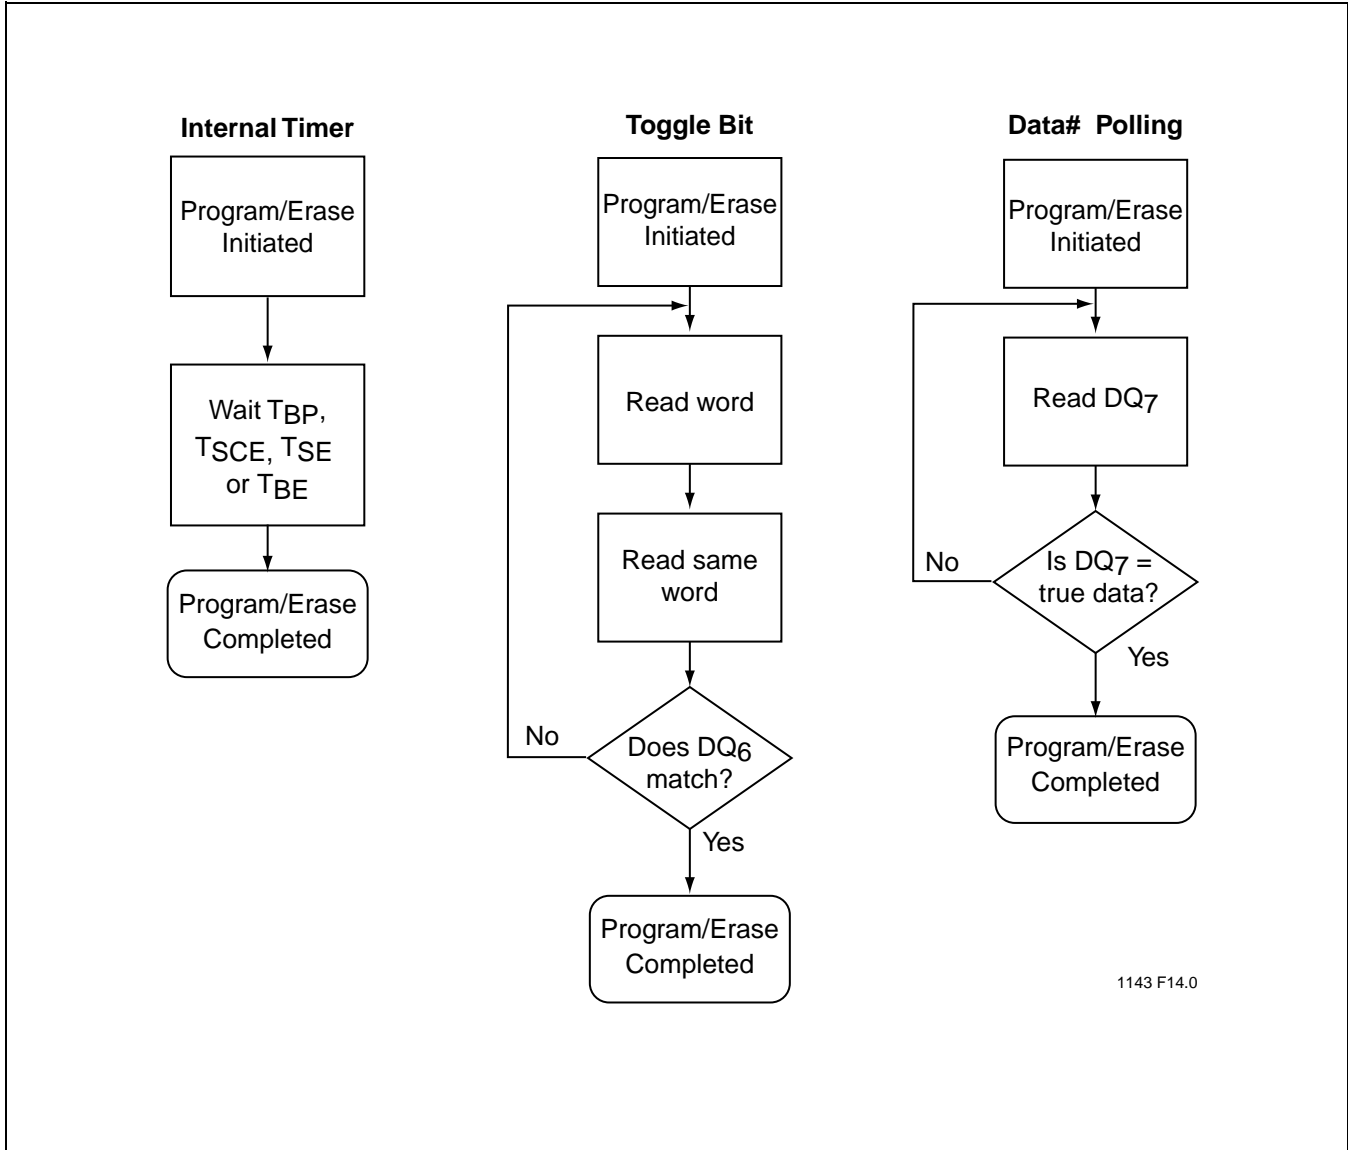 Internal Timer
Program/Erase
Initiated
Wait TBP,
TSCE, TSE
or TBE
Program/Erase
Completed
Toggle Bit
Program/Erase
Initiated
Read word
Read same
word
Does DQ6
match?
No
Yes
Program/Erase
Completed
Data# Polling
Program/Erase
Initiated
Read DQ7
Is DQ7 =
true data?
No
Yes
Program/Erase
Completed
1143 F14.0